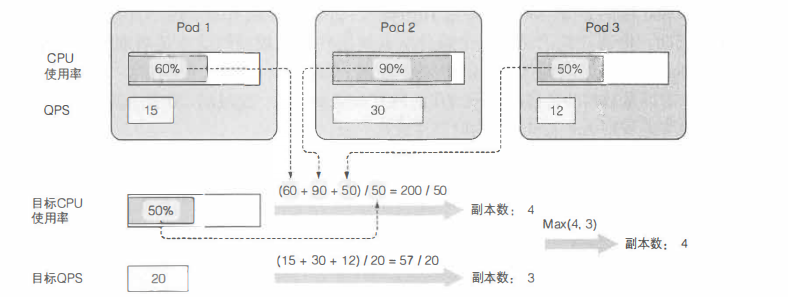 Pod 1 Pod 2 Pod 3
CPU
使用率
60% 90% 50%
QPS 15 30 12
目标CPU
使用率
50%
(60 + 90 + 50) / 50 = 200 / 50
副本数： 4
Max(4, 3)
副本数： 4
目标QPS 20
(15 + 30 + 12) / 20 = 57 / 20
副本数： 3